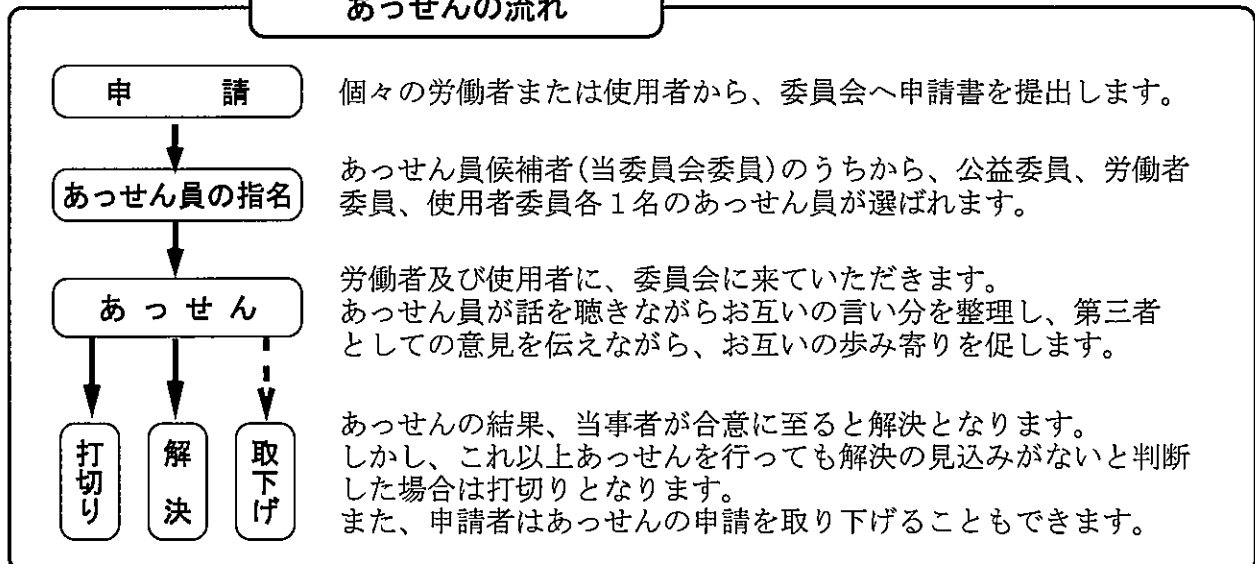 あっせんの流れ
申請
個々の労働者または使用者から、委員会へ申請書を提出します。
あっせん員の指名
あっせん員候補者(当委員会委員)のうちから、公益委員、労働者
委員、使用者委員各1名のあっせん員が選ばれます。
あっせん
労働者及び使用者に、委員会に来ていただきます。
あっせん員が話を聴きながらお互いの言い分を整理し、第三者
としての意見を伝えながら、お互いの歩み寄りを促します。
打切り
解決
取下げ
あっせんの結果、当事者が合意に至ると解決となります。
しかし、これ以上あっせんを行っても解決の見込みがないと判断
した場合は打切りとなります。
また、申請者はあっせんの申請を取り下げることもできます。